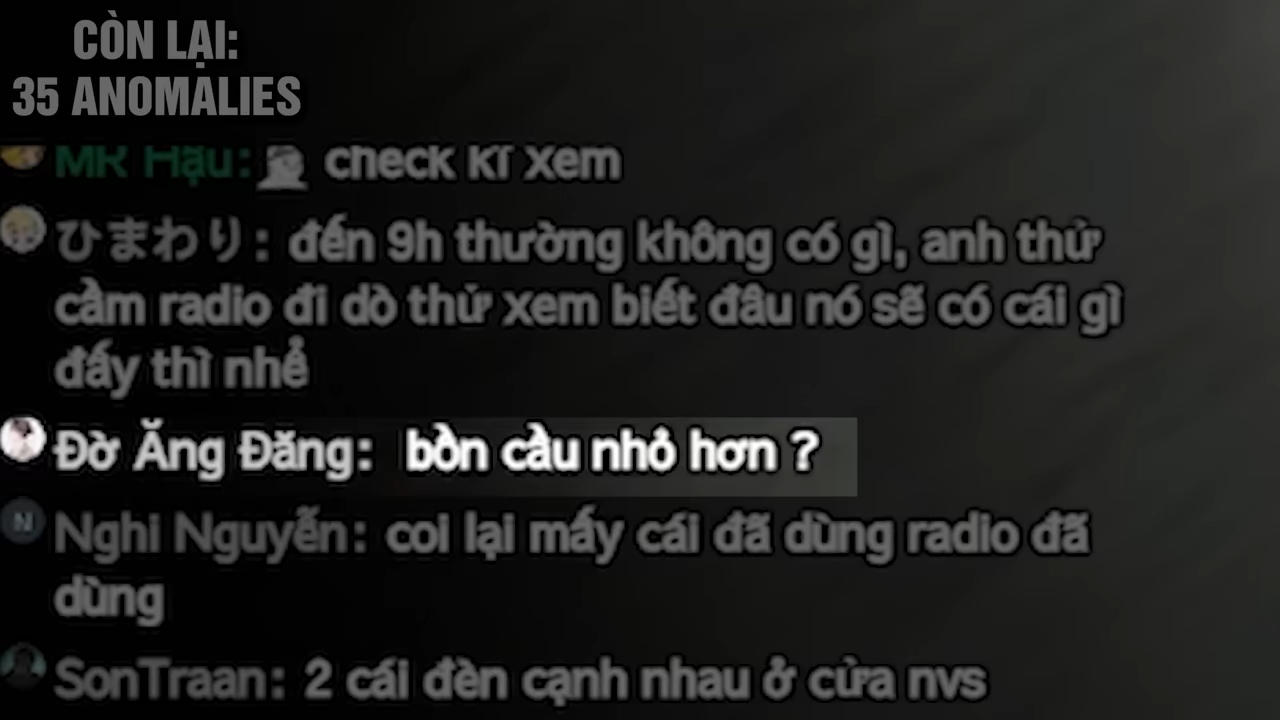 CÒN LẠI:
35 ANOMALIES
MR Hậu: check kĩ xem
ひまわり: đến 9h thường không có gì, anh thử
cầm radio đi dò thử xem biết đâu nó sẽ có cái gì
đấy thì nhể
Đờ Ăng Đăng: bồn cầu nhỏ hơn ?
N
Nghi Nguyễn: coi lại mấy cái đã dùng radio đã
dùng
SonTraan: 2 cái đèn cạnh nhau ở cửa nvs